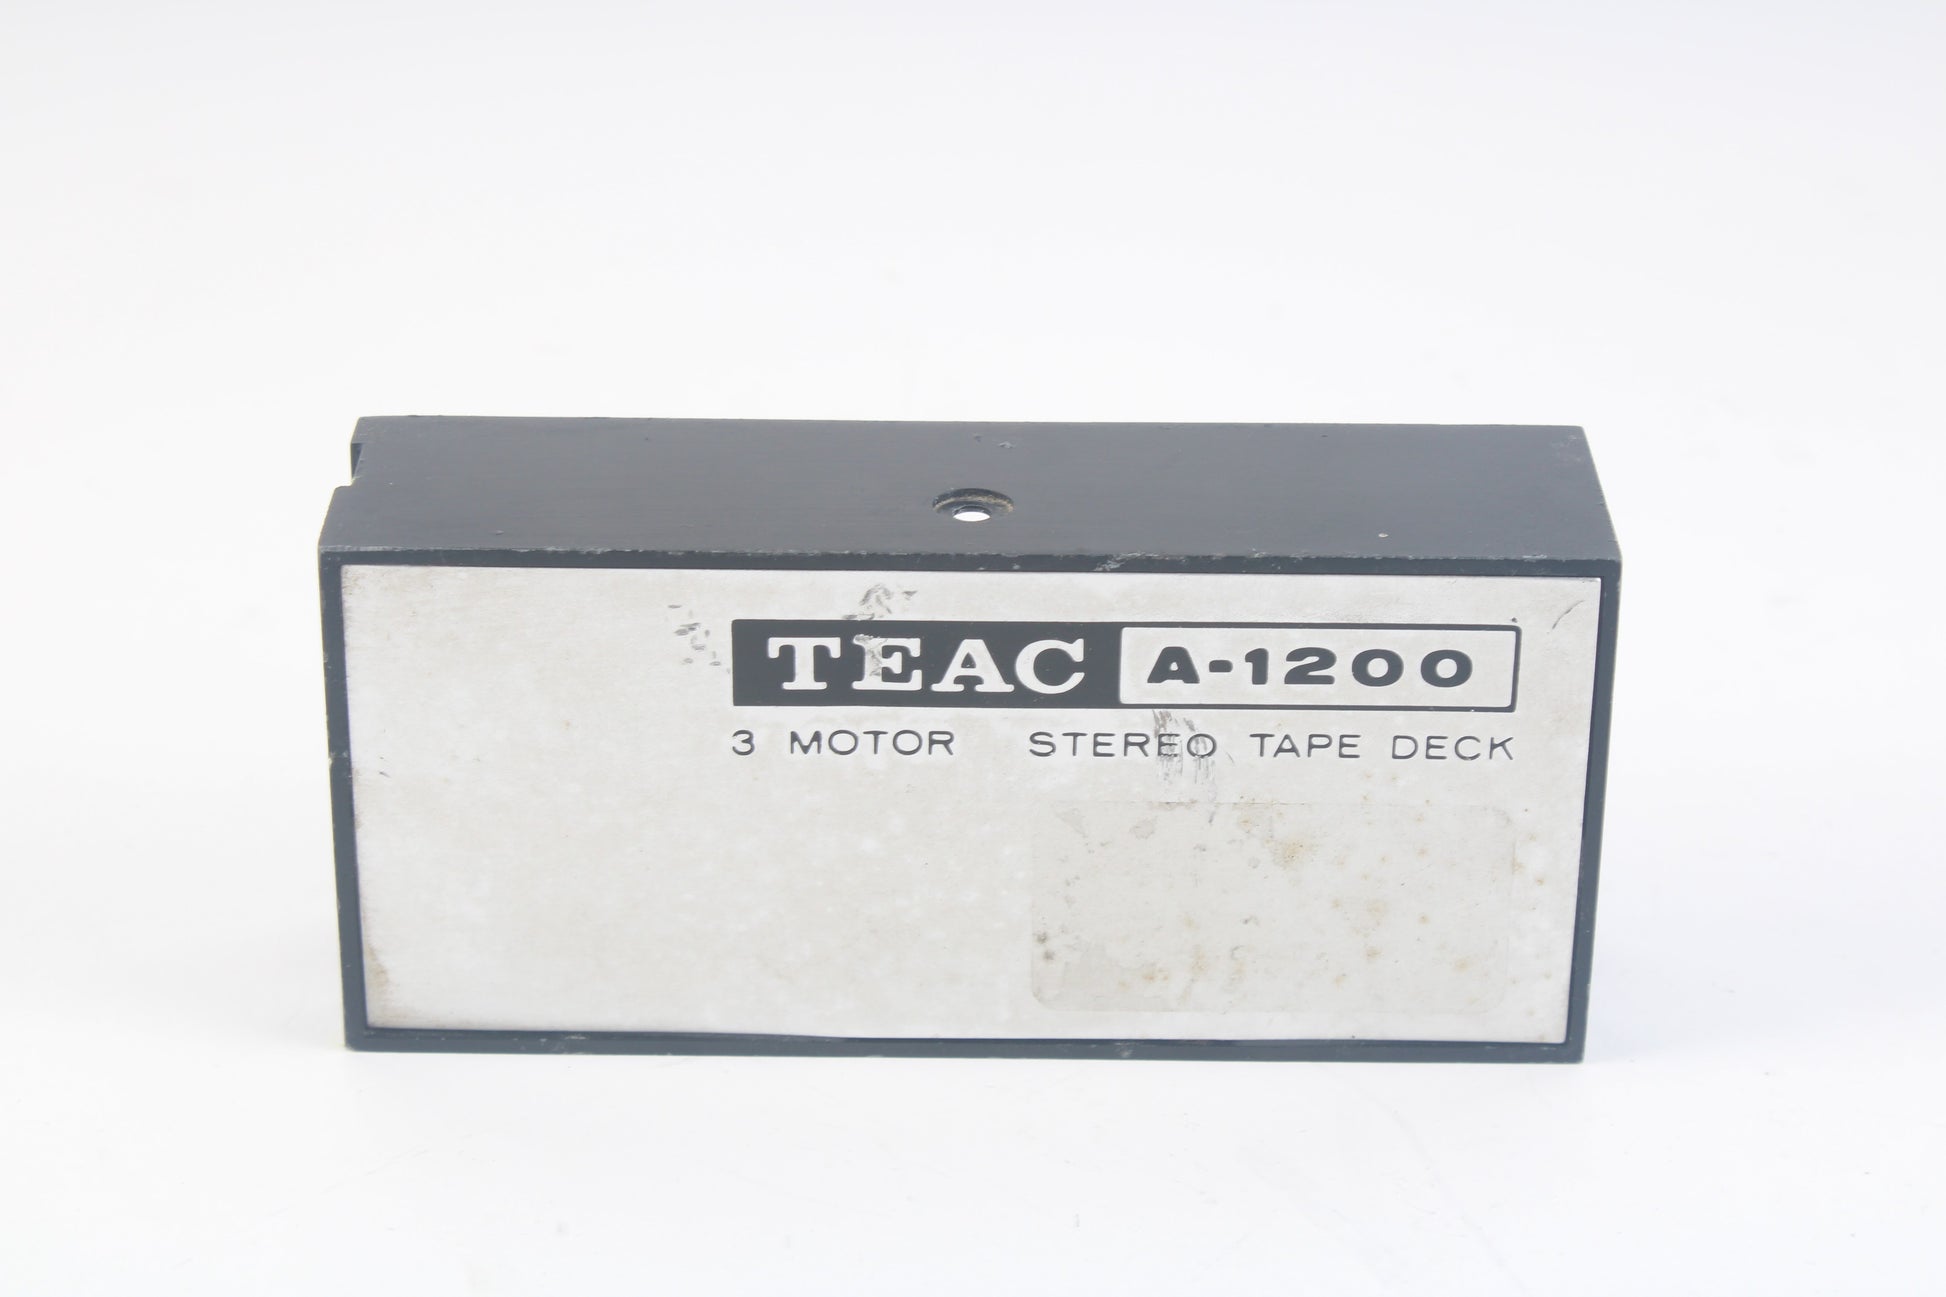 TEAC A-1200
3 MOTOR STEREO TAPE DECK